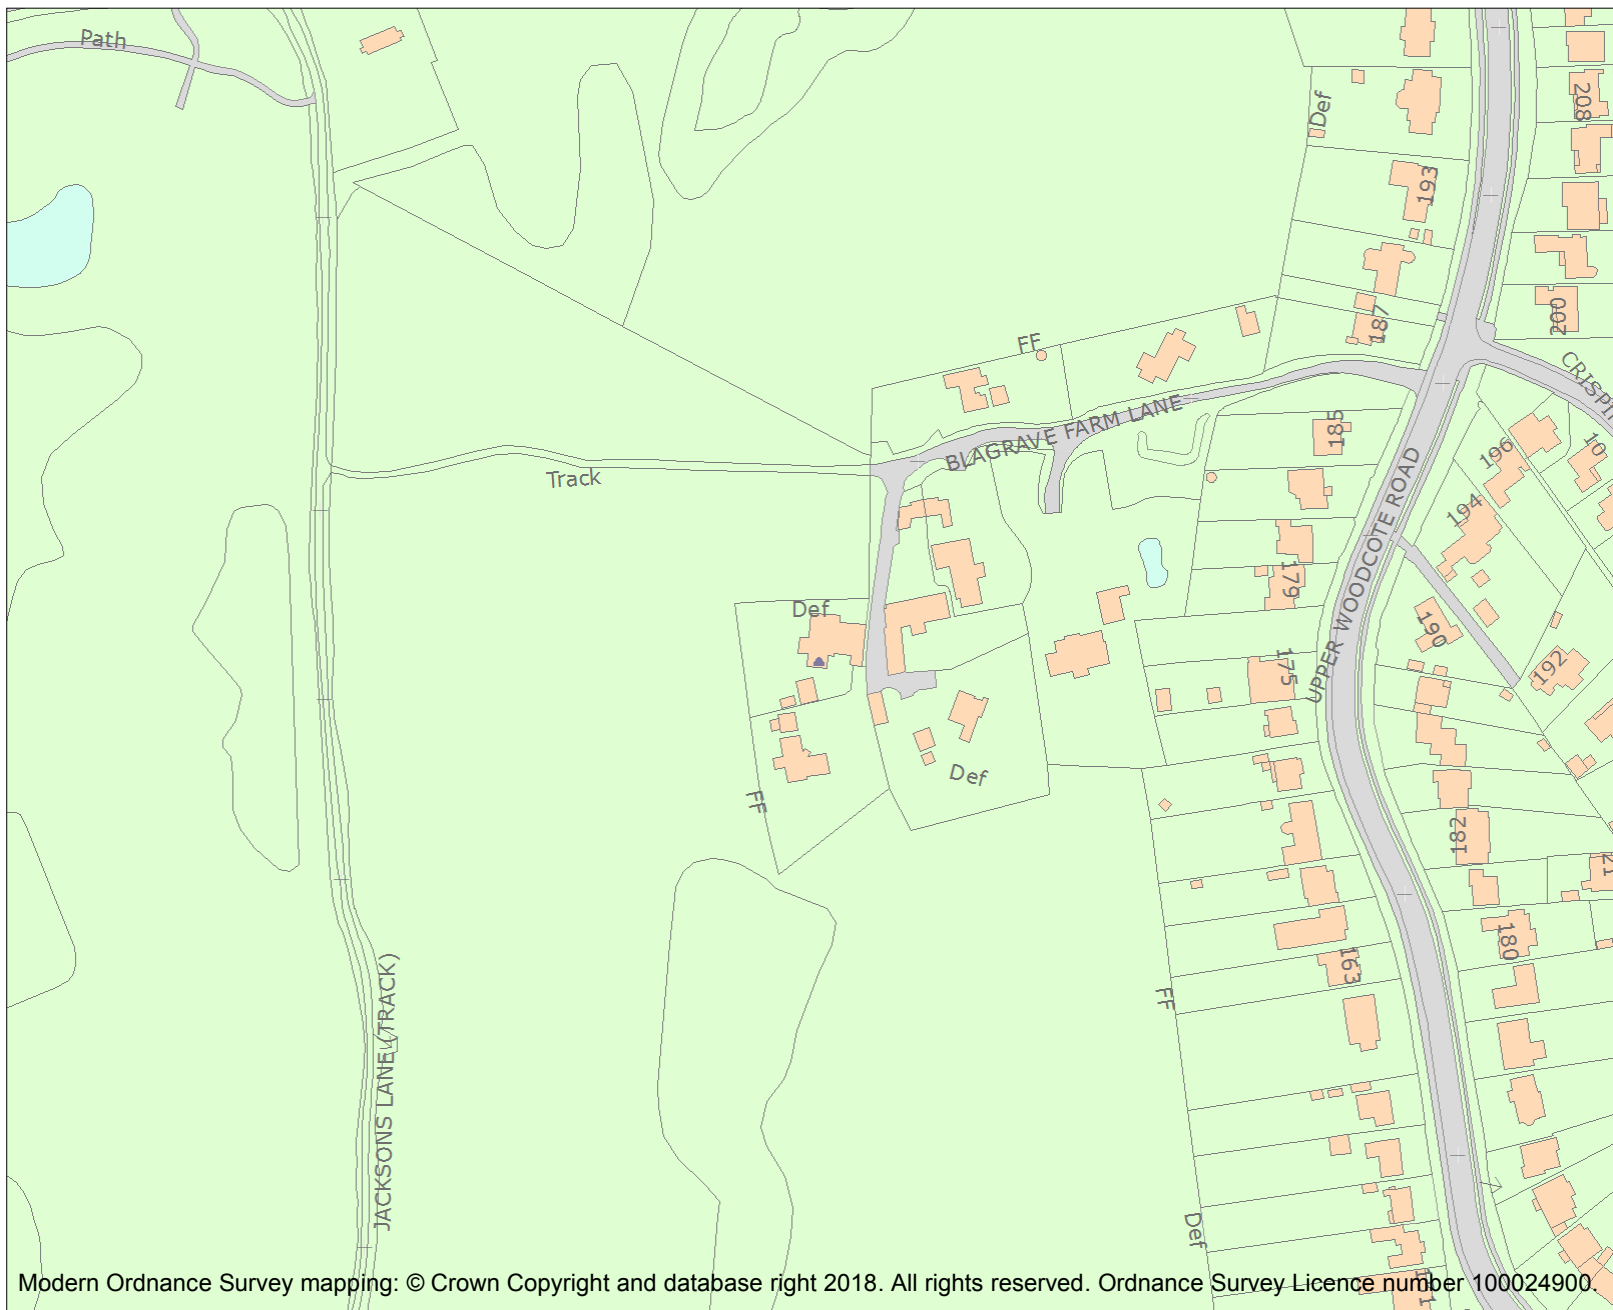 Path
Def
208
193
200
187
FF
CRISPI
BLAGRAVE FARM LANE
185
196
10
Track
194
UPPER WOODCOTE ROAD
179
Def
190
175
192
Def
FF
182
21
180
163
FF
JACKSONS LANE (TRACK)
Def
Modern Ordnance Survey mapping: © Crown Copyright and database right 2018. All rights reserved. Ordnance Survey Licence number 100024900.